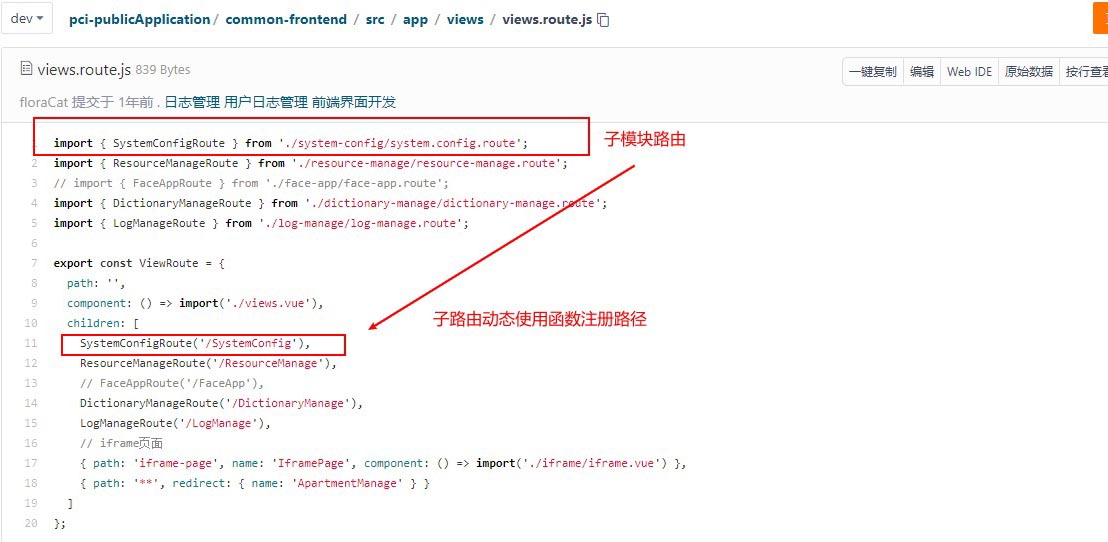 dev pci-publicApplication / common-frontend / src / app / views / views.route.js
views.route.js 839 Bytes
一键复制 编辑 Web IDE 原始数据 按行查看
floraCat 提交于 1年前 . 日志管理 用户日志管理 前端界面开发
import { SystemConfigRoute } from './system-config/system.config.route';
子模块路由
2 import { ResourceManageRoute } from './resource-manage/resource-manage.route';
3 // import { FaceAppRoute } from './face-app/face-app.route';
4 import { DictionaryManageRoute } from './dictionary-manage/dictionary-manage.route';
5 import { LogManageRoute } from './log-manage/log-manage.route';
6
7 export const ViewRoute = {
8 path: '',
9 component: () => import('./views.vue'),
10 children: [
子路由动态使用函数注册路径
11 SystemConfigRoute('/SystemConfig'),
12 ResourceManageRoute('/ResourceManage'),
13 // FaceAppRoute('/FaceApp'),
14 DictionaryManageRoute('/DictionaryManage'),
15 LogManageRoute('/LogManage'),
16 // iframe页面
17 { path: 'iframe-page', name: 'IframePage', component: () => import('./iframe/iframe.vue') },
18 { path: '**', redirect: { name: 'ApartmentManage' } }
19 ]
20 };